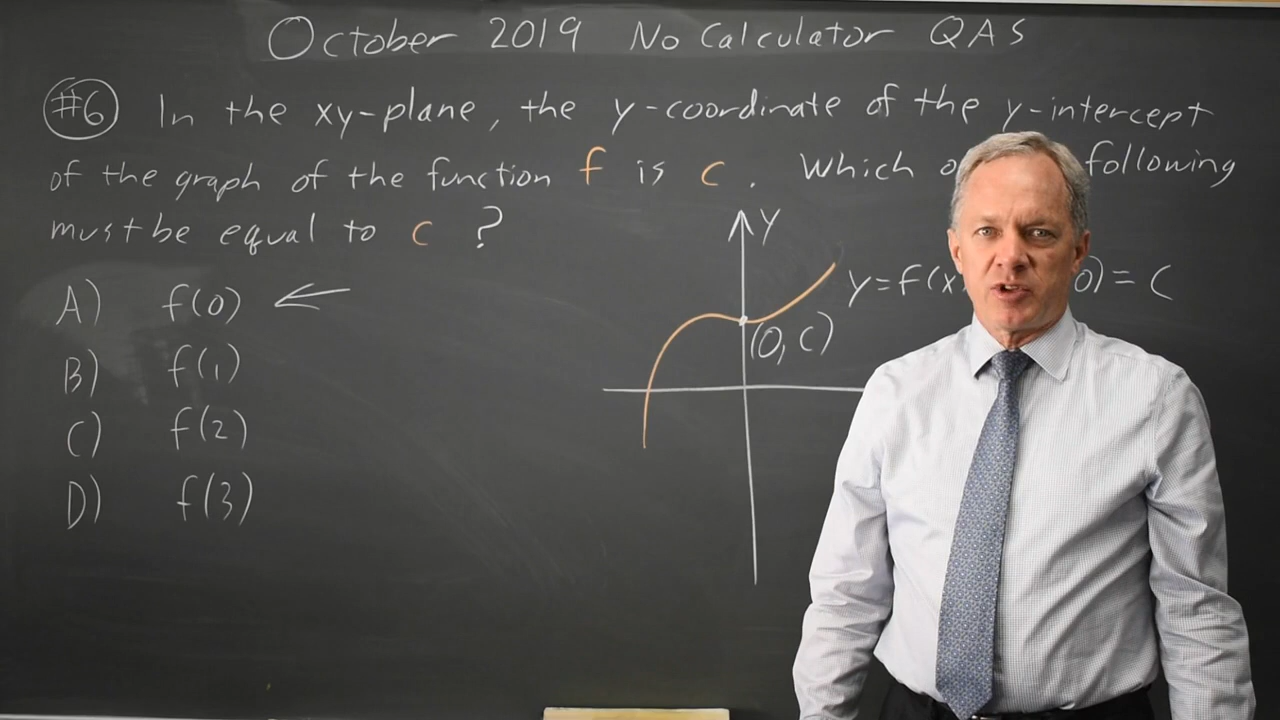 October 2019 No Calculator QAS
#6 In the xy-plane, the y-coordinate of the y-intercept
of the graph of the function f is c. Which following
must be equal to c ?
A) f(0)
B) f(1)
C) f(2)
D) f(3)
Y
y=f(x 0) = C
(0, C)